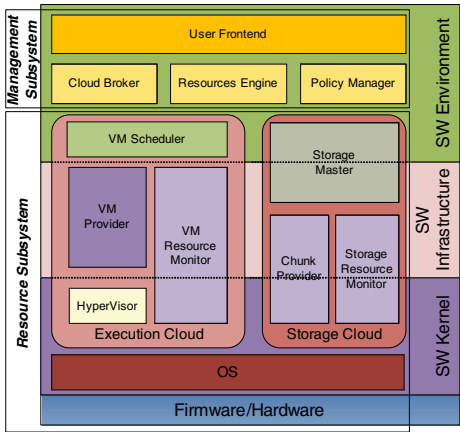 Management
Subsystem
User Frontend
Cloud Broker
Resources Engine
Policy Manager
SW Environment
Resource Subsystem
VM Scheduler
Storage
Master
VM
Provider
VM
Resource
Monitor
Chunk
Provider
Storage
Resource
Monitor
SW
Infrastructure
HyperVisor
Execution Cloud
Storage Cloud
SW Kernel
OS
Firmware/Hardware